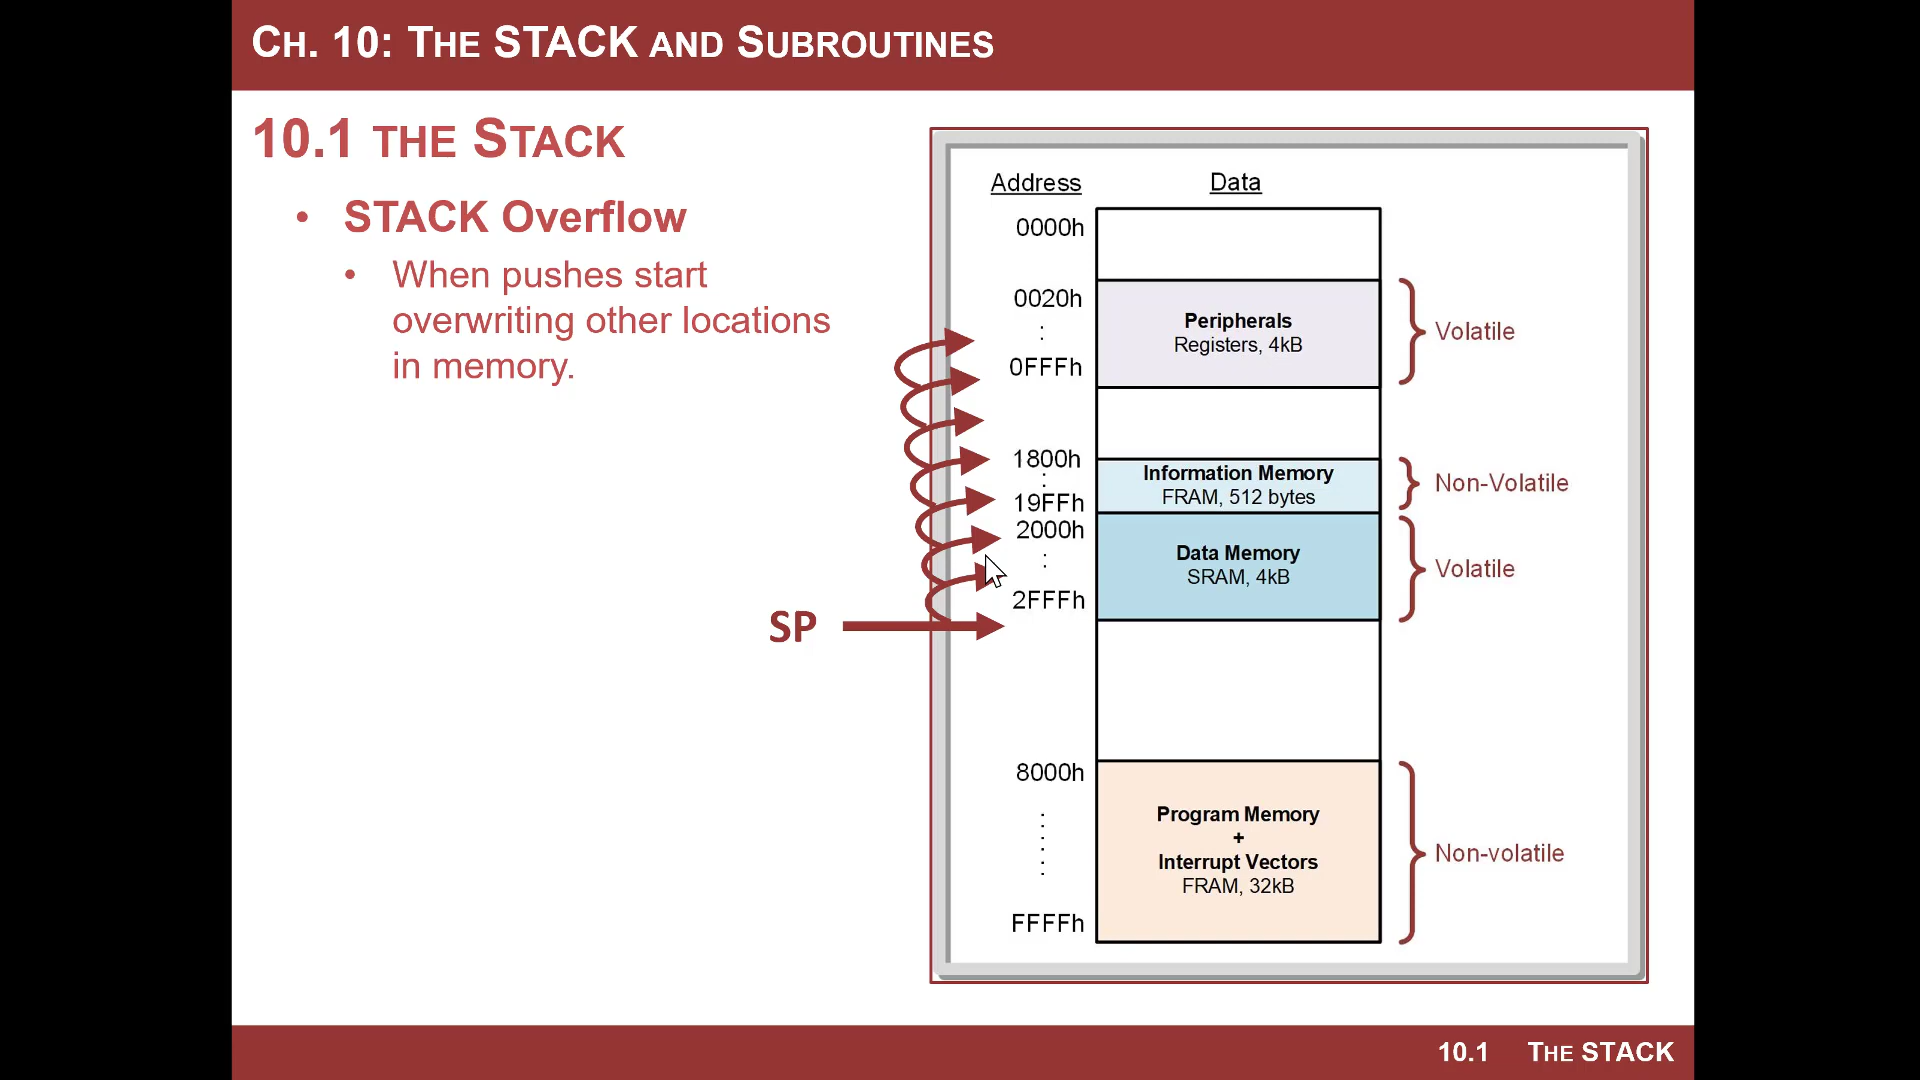 CH. 10: THE STACK AND SUBROUTINES
10.1 THE STACK
• STACK Overflow
• When pushes start
overwriting other locations
in memory.
SP
Address Data
0000h
0020h
:
0FFFh
Peripherals
Registers, 4kB
Volatile
1800h
:
19FFh
Information Memory
FRAM, 512 bytes
Non-Volatile
2000h
:
2FFFh
Data Memory
SRAM, 4kB
Volatile
8000h
FFFFh
Program Memory
+
Interrupt Vectors
FRAM, 32kB
Non-volatile
10.1 THE STACK